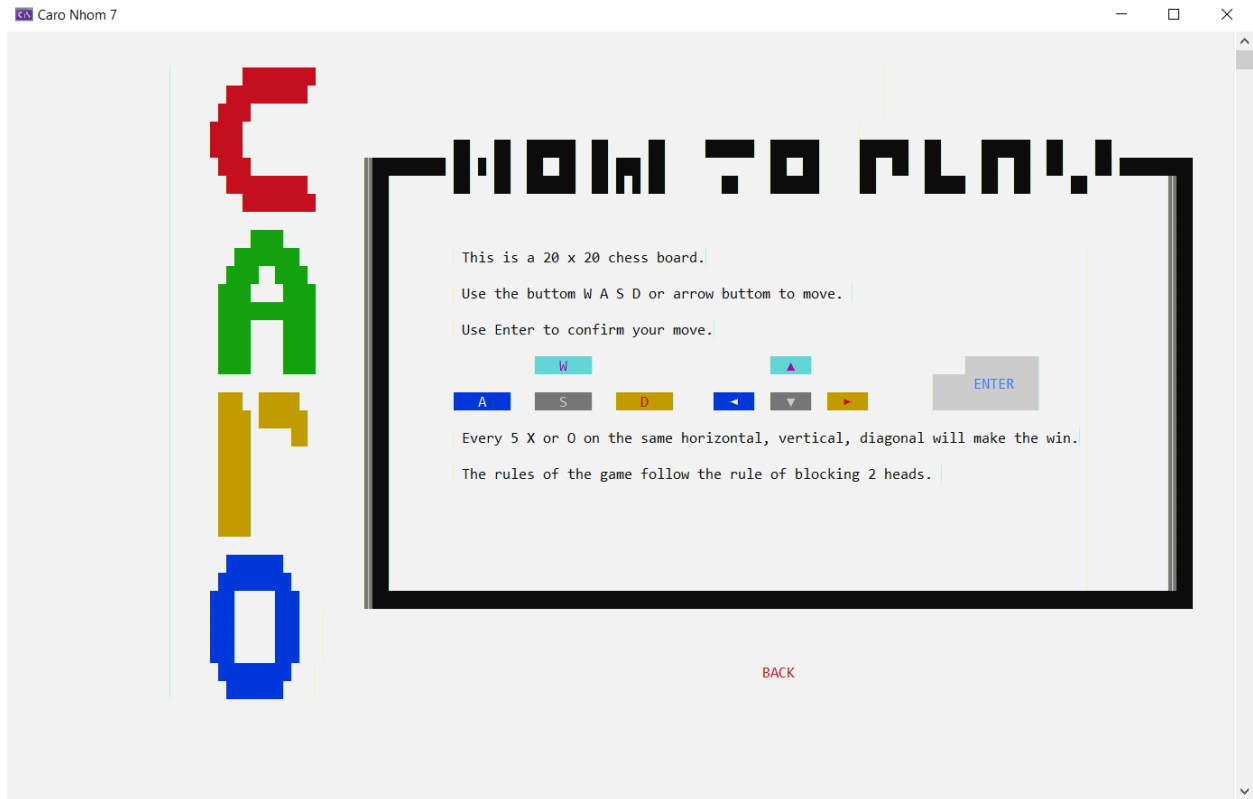 Caro Nhom 7
CARO
HOW TO PLAY
This is a 20 x 20 chess board.
Use the buttom W A S D or arrow buttom to move.
Use Enter to confirm your move.
W ▲
A S D ◄ ▼ ► ENTER
Every 5 X or O on the same horizontal, vertical, diagonal will make the win.
The rules of the game follow the rule of blocking 2 heads.
BACK